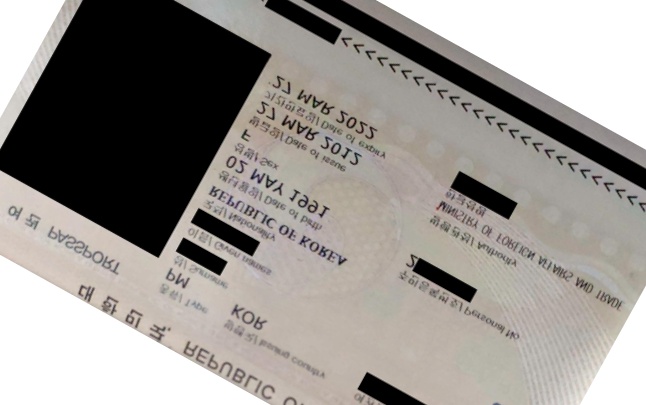 대한민국 REPUBLIC O
여권 PASSPORT
종류/ Type
발행국/ Issuing country
PM
KOR
성/ Surname
이름/ Given names
국적/ Nationality
REPUBLIC OF KOREA
생년월일/ Date of birth
02 MAY 1991
주민등록번호/ Personal No
2
성별/ Sex
F
발급일/ Date of issue
27 MAR 2012
발행관청/ Authority
MINISTRY OF FOREIGN AFFAIRS AND TRADE
기간만료일/ Date of expiry
27 MAR 2022
한글성명